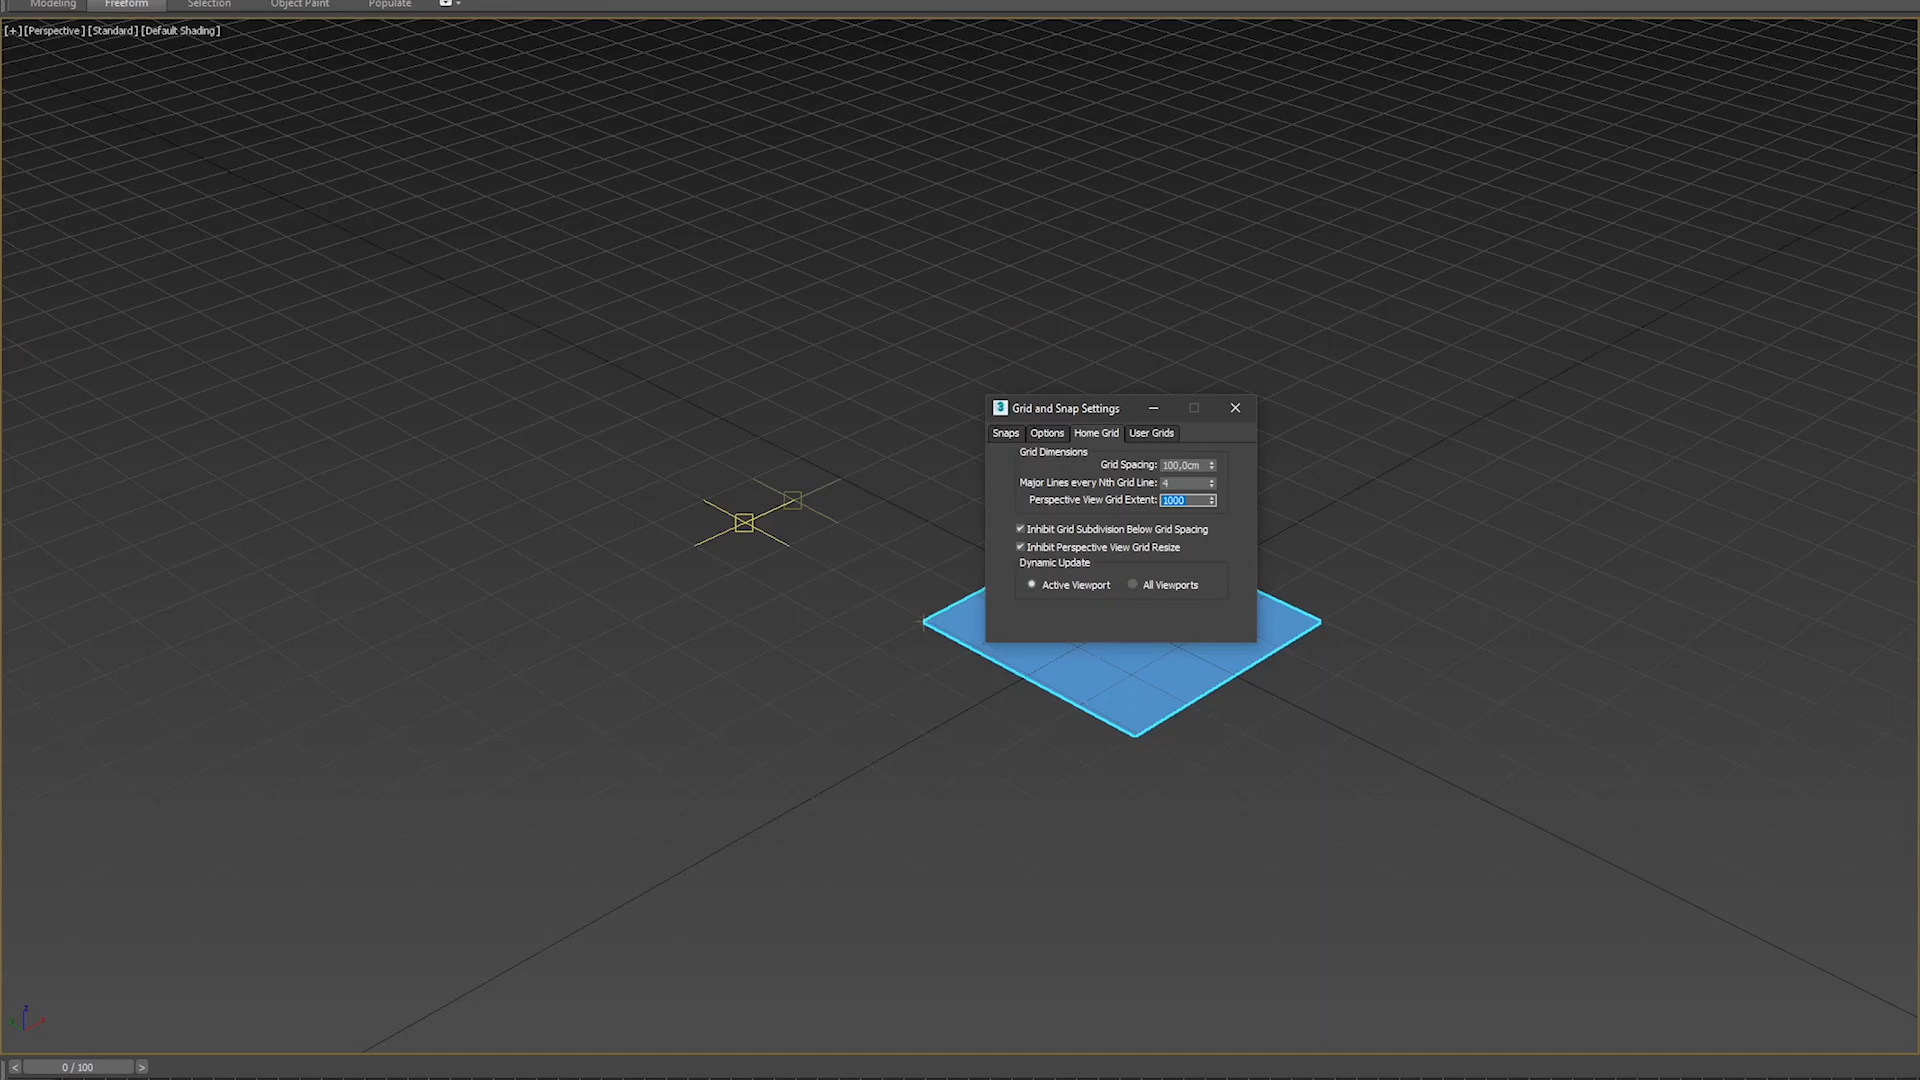 Modeling Freeform Selection Object Paint Populate
[+] [Perspective] [Standard] [Default Shading]
Grid and Snap Settings
Snaps Options Home Grid User Grids
Grid Dimensions
Grid Spacing: 100,0cm
Major Lines every Nth Grid Line: 4
Perspective View Grid Extent: 1000
Inhibit Grid Subdivision Below Grid Spacing
Inhibit Perspective View Grid Resize
Dynamic Update
Active Viewport All Viewports
z
x
< 0 / 100 >